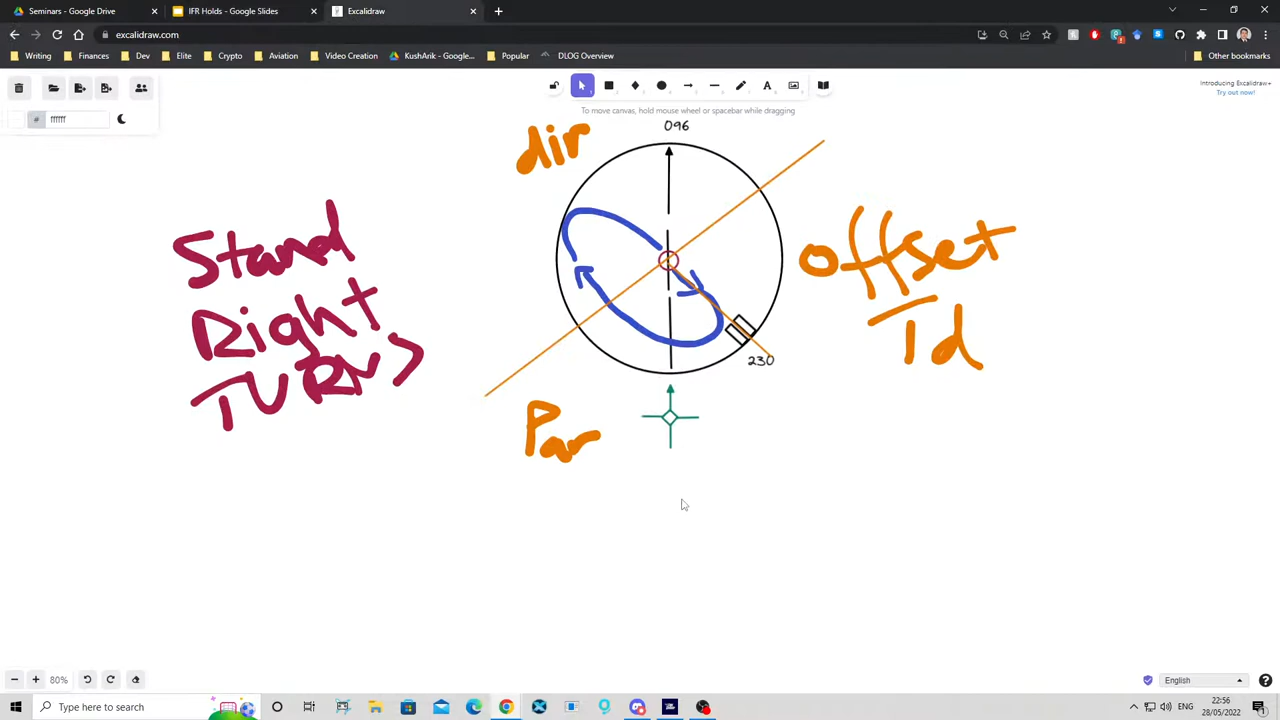 Seminars - Google Drive
IFR Holds - Google Slides
Excalidraw
excalidraw.com
Writing
Finances
Dev
Elite
Crypto
Aviation
Video Creation
KushAnk - Google...
Popular
DLOG Overview
Other bookmarks
ffffff
To move canvas, hold mouse wheel or spacebar while dragging
Introducing Excalidraw+
Try out now!
096
dir
Stand
Right
TURN
Offset
Td
230
Par
80%
English
Type here to search
ENG
22:56
28/05/2022